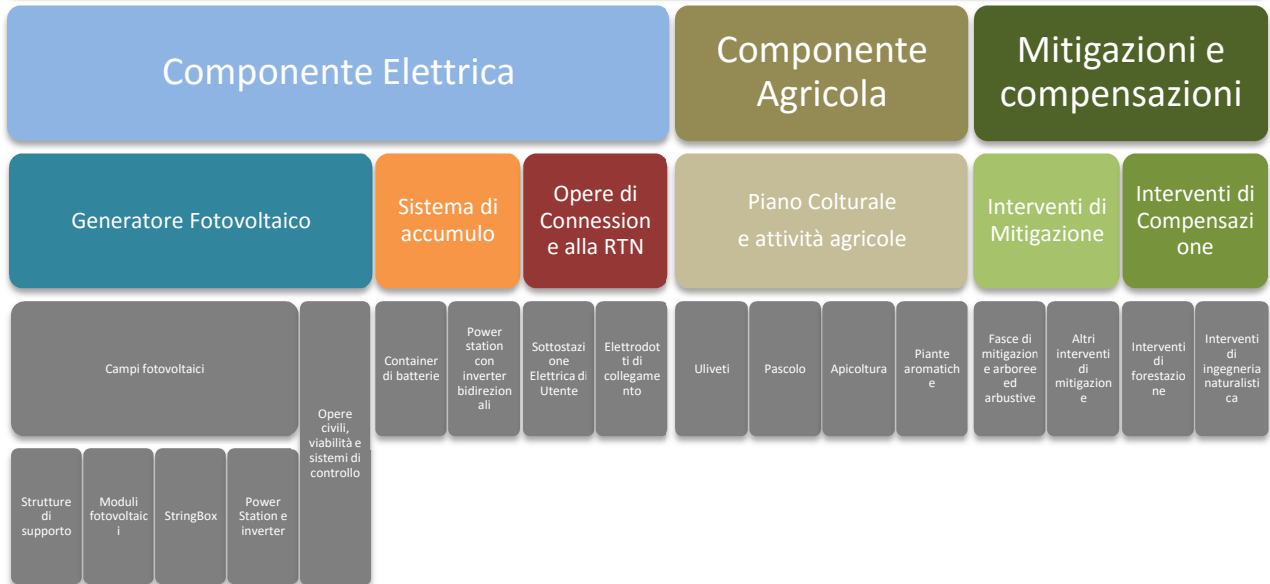 Componente Elettrica
Componente
Agricola
Mitigazioni e
compensazioni
Generatore Fotovoltaico
Sistema di
accumulo
Opere di
Connession
e alla RTN
Piano Colturale
e attività agricole
Interventi di
Mitigazione
Interventi di
Compensazi
one
Campi fotovoltaici
Opere
civili,
viabilità e
sistemi di
controllo
Container
di batterie
Power
station
con
inverter
bidirezion
ali
Sottostazi
one
Elettrica di
Utente
Elettrodot
ti di
collegame
nto
Uliveti
Pascolo
Apicoltura
Piante
aromatich
e
Fasce di
mitigazion
e arboree
ed
arbustive
Altri
interventi
di
mitigazion
e
Interventi
di
forestazio
ne
Interventi
di
ingegneria
naturalisti
ca
Strutture
di
supporto
Moduli
fotovoltaic
i
StringBox
Power
Station e
inverter